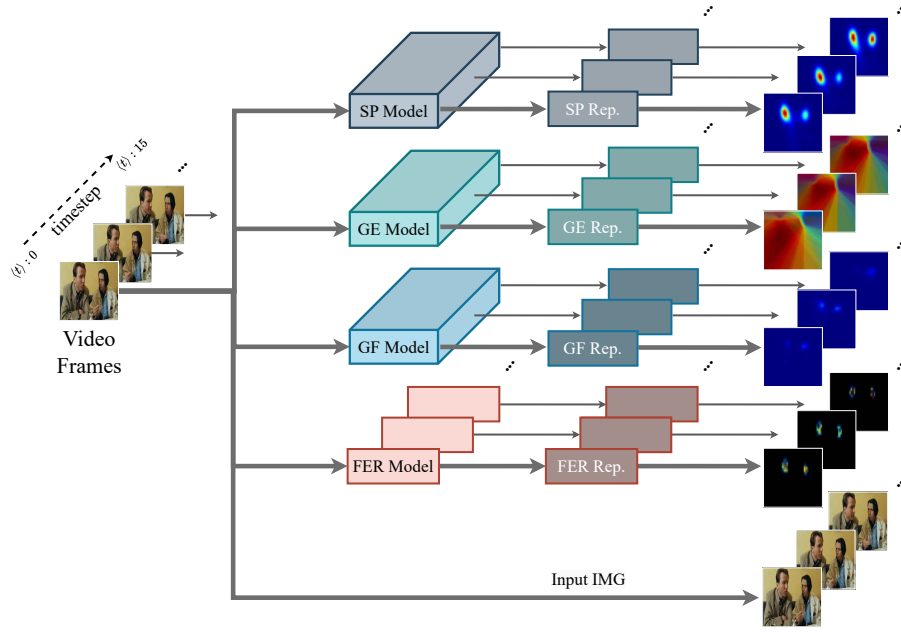 SP Model
SP Rep.
⟨t⟩ : 15
timestep
⟨t⟩ : 0
GE Model
GE Rep.
Video
Frames
GF Model
GF Rep.
FER Model
FER Rep.
Input IMG